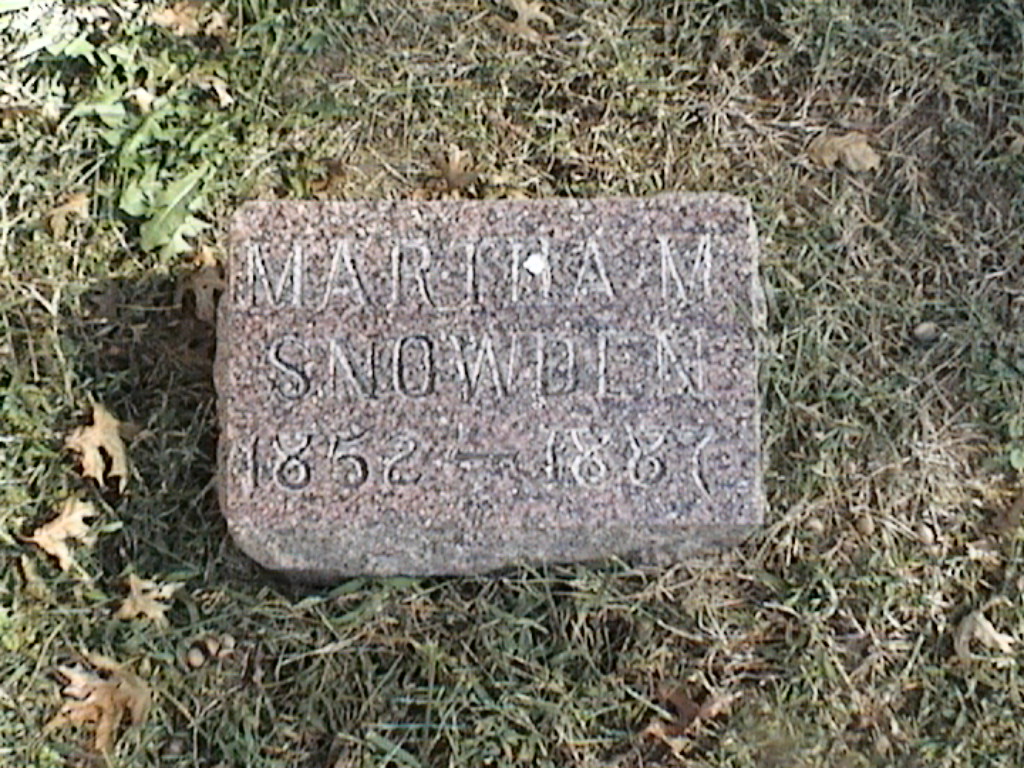 MARTHA M
SNOWDEN
1852 — 1887